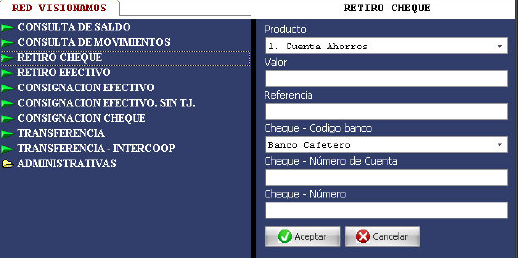 RED VISIONAMOS
CONSULTA DE SALDO
CONSULTA DE MOVIMIENTOS
RETIRO CHEQUE
RETIRO EFECTIVO
CONSIGNACION EFECTIVO
CONSIGNACION EFECTIVO. SIN T.I.
CONSIGNACION CHEQUE
TRANSFERENCIA
TRANSFERENCIA - INTERCOOP
ADMINISTRATIVAS
RETIRO CHEQUE
Producto
1. Cuenta Ahorros
Valor
Referencia
Cheque - Codigo banco
Banco Cafetero
Cheque - Número de Cuenta
Cheque - Número
Aceptar
Cancelar